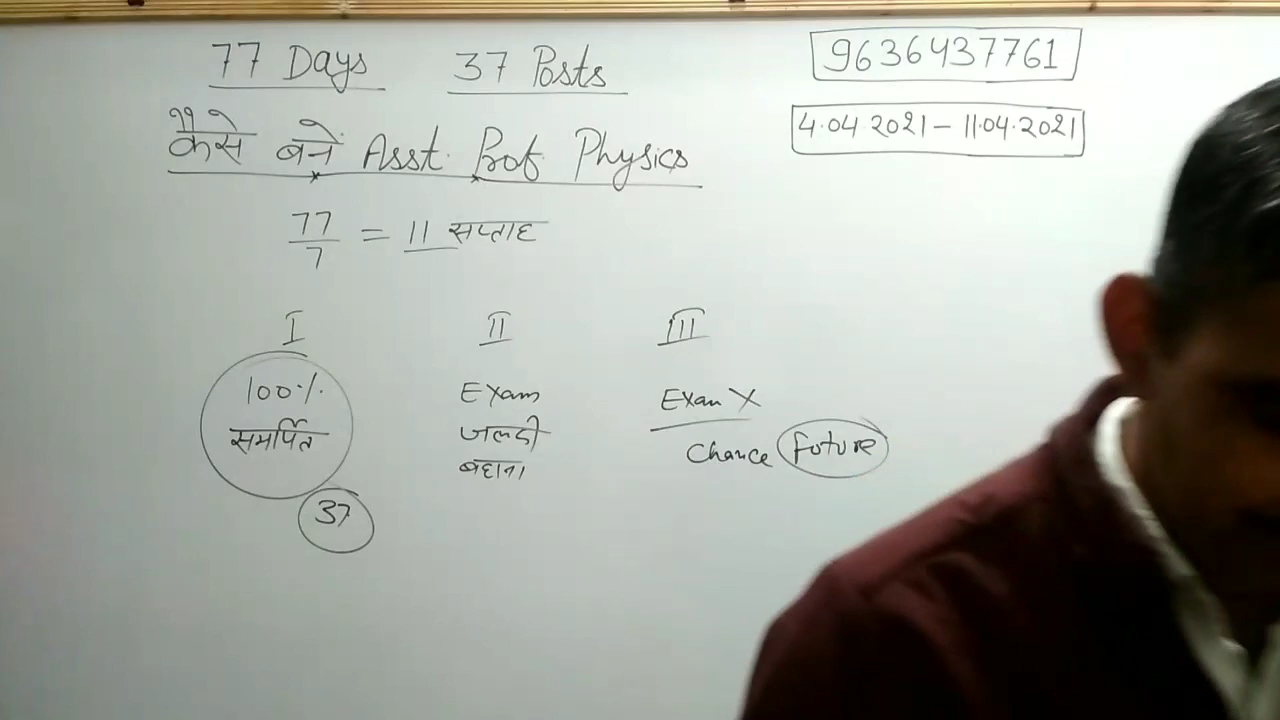 77 Days 37 Posts
9636437761
4.04.2021 - 11.04.2021
कैसे बने Asst. Prof. Physics
77/7 = 11 सप्ताह
I II III
100% समर्पित
37
Exam जल्दी बहाना
Exam X
Chance Future